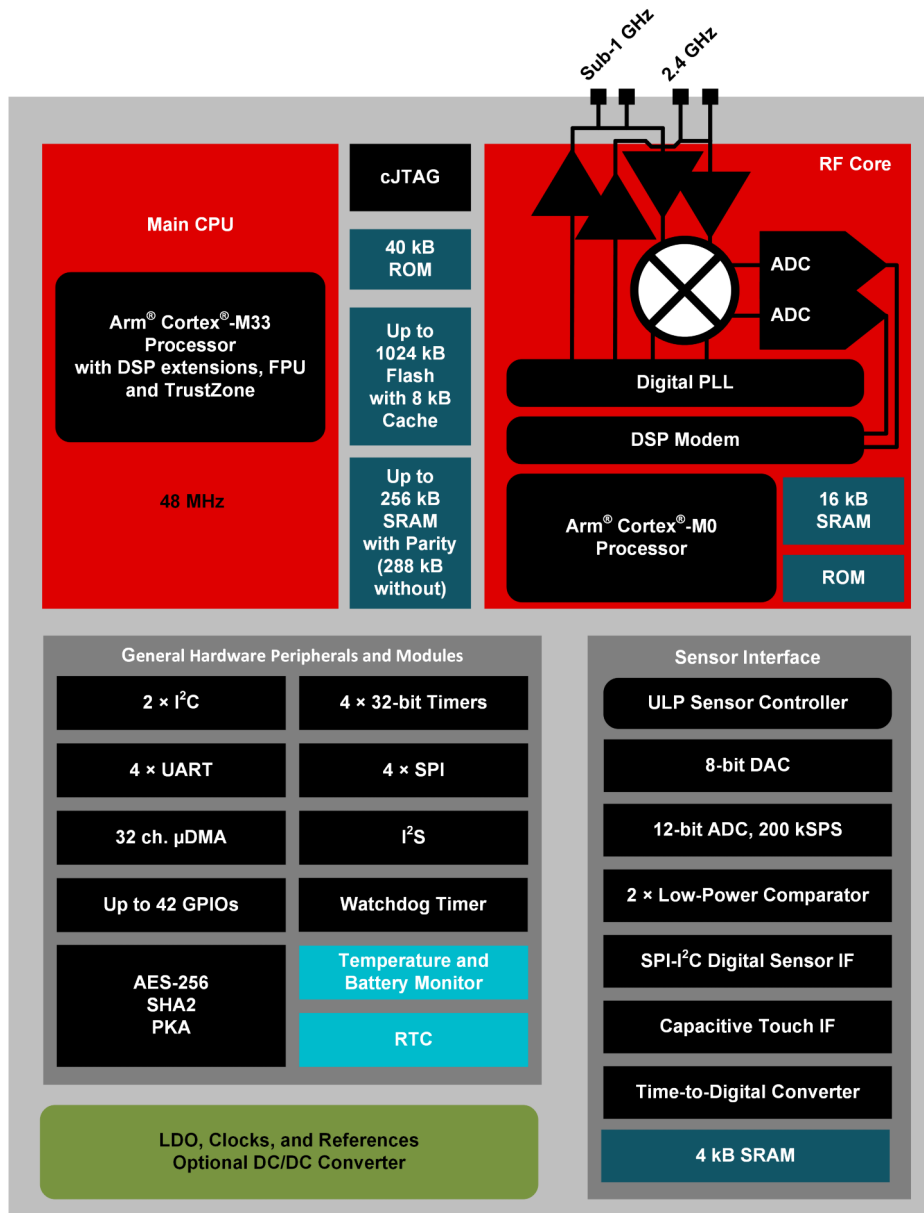 Sub-1 GHz
2.4 GHz
Main CPU
Arm® Cortex®-M33
Processor
with DSP extensions, FPU
and TrustZone
48 MHz
cJTAG
40 kB
ROM
Up to
1024 kB
Flash
with 8 kB
Cache
Up to
256 kB
SRAM
with Parity
(288 kB
without)
RF Core
ADC
ADC
Digital PLL
DSP Modem
Arm® Cortex®-M0
Processor
16 kB
SRAM
ROM
General Hardware Peripherals and Modules
2 × I²C
4 × 32-bit Timers
4 × UART
4 × SPI
32 ch. µDMA
I²S
Up to 42 GPIOs
Watchdog Timer
AES-256
SHA2
PKA
Temperature and
Battery Monitor
RTC
LDO, Clocks, and References
Optional DC/DC Converter
Sensor Interface
ULP Sensor Controller
8-bit DAC
12-bit ADC, 200 kSPS
2 × Low-Power Comparator
SPI-I²C Digital Sensor IF
Capacitive Touch IF
Time-to-Digital Converter
4 kB SRAM